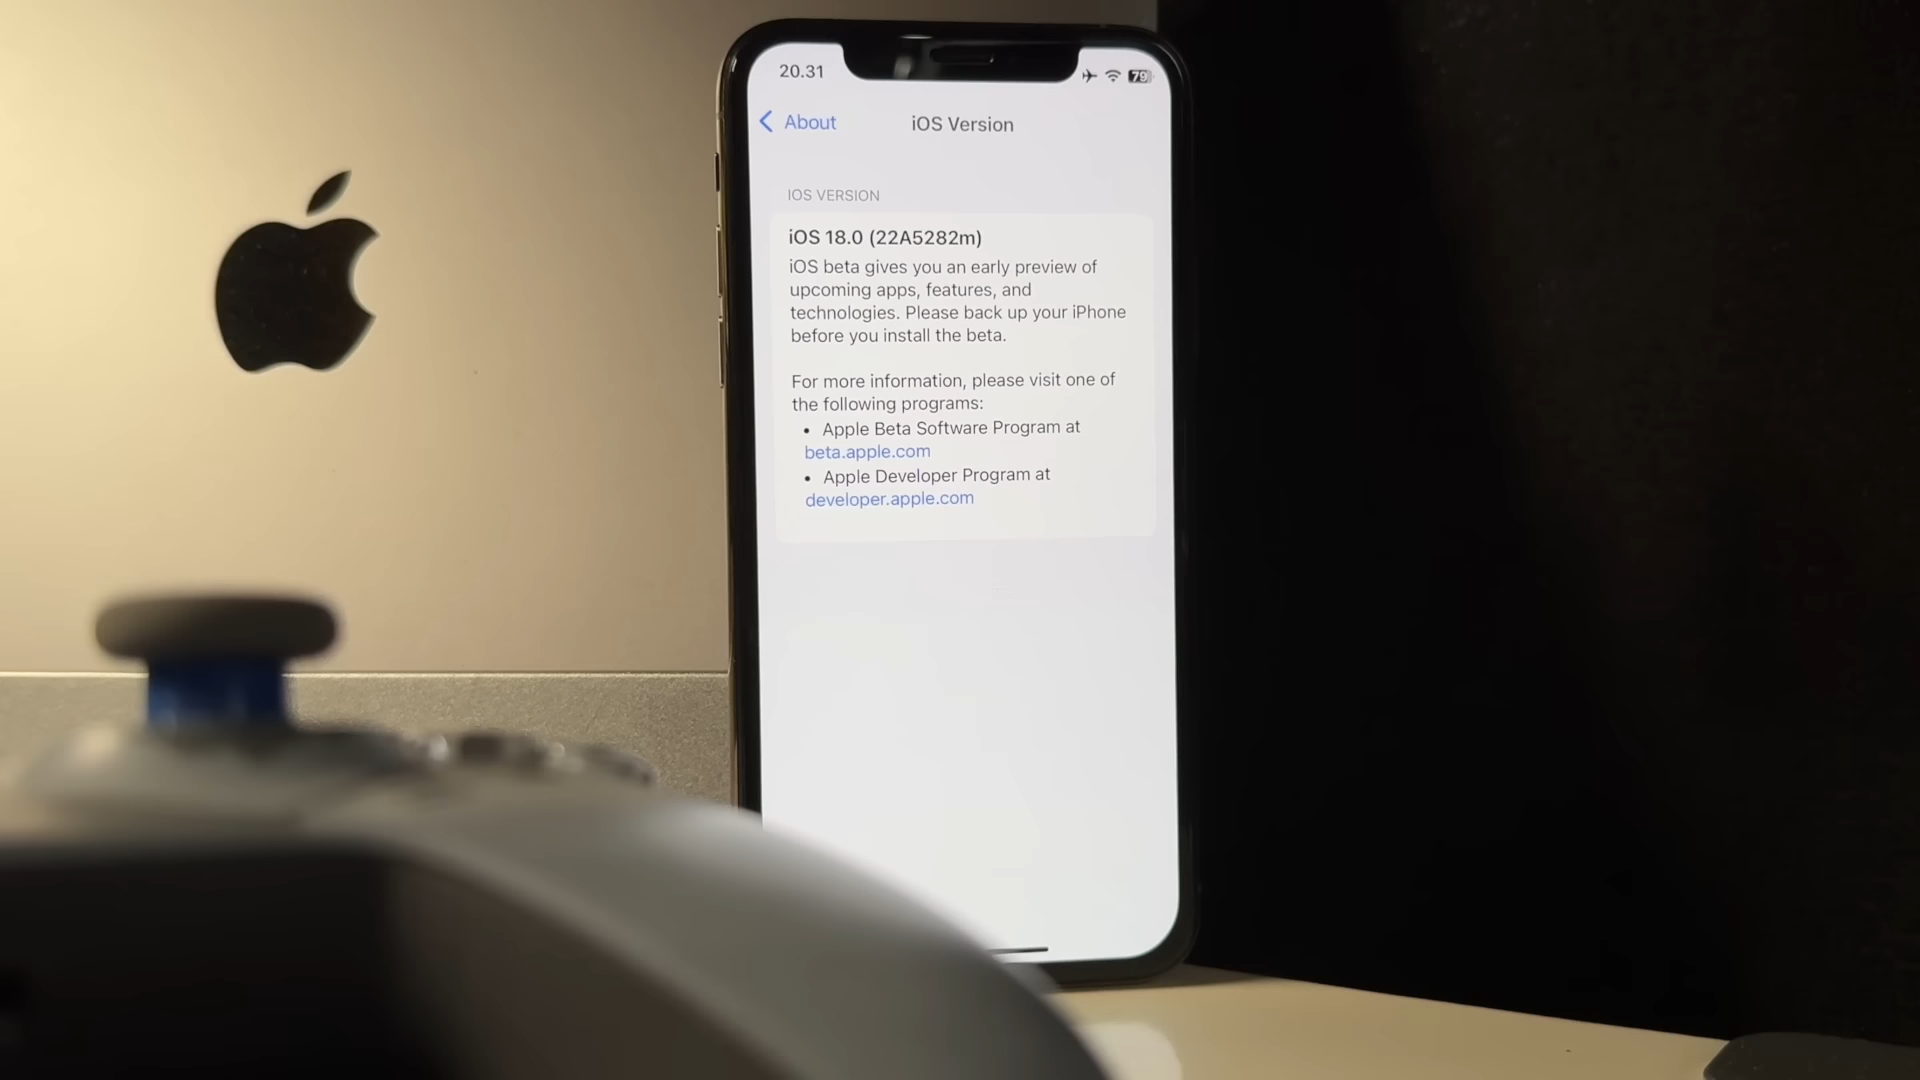 20.31
79
About
iOS Version
IOS VERSION
iOS 18.0 (22A5282m)
iOS beta gives you an early preview of
upcoming apps, features, and
technologies. Please back up your iPhone
before you install the beta.
For more information, please visit one of
the following programs:
• Apple Beta Software Program at
beta.apple.com
• Apple Developer Program at
developer.apple.com